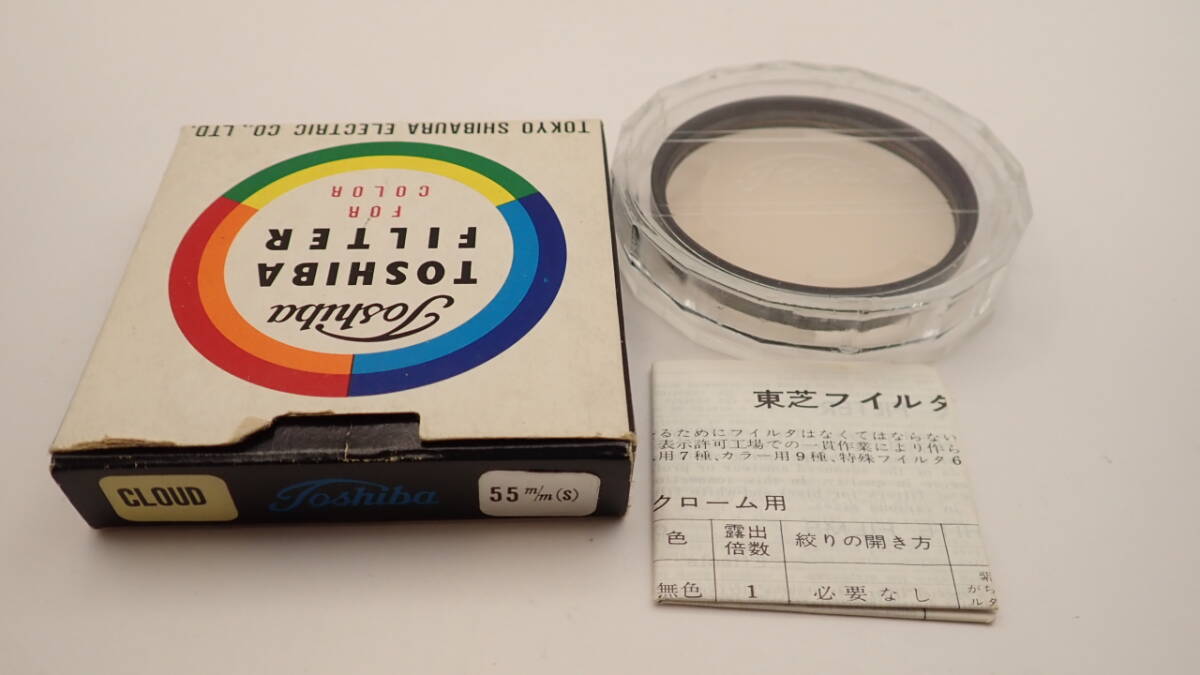 TOKYO SHIBAURA ELECTRIC CO., LTD.
FOR
COLOR
TOSHIBA
FILTER
Toshiba
CLOUD
Toshiba
55 m/m (S)
東芝フイルタ
るためにフイルタはなくてはならない
表示許可工場での一貫作業により作ら
用7種、カラー用9種、特殊フイルタ6
クローム用
色 露出倍数 絞りの開き方
無色 1 必要なし
がち
ルタ